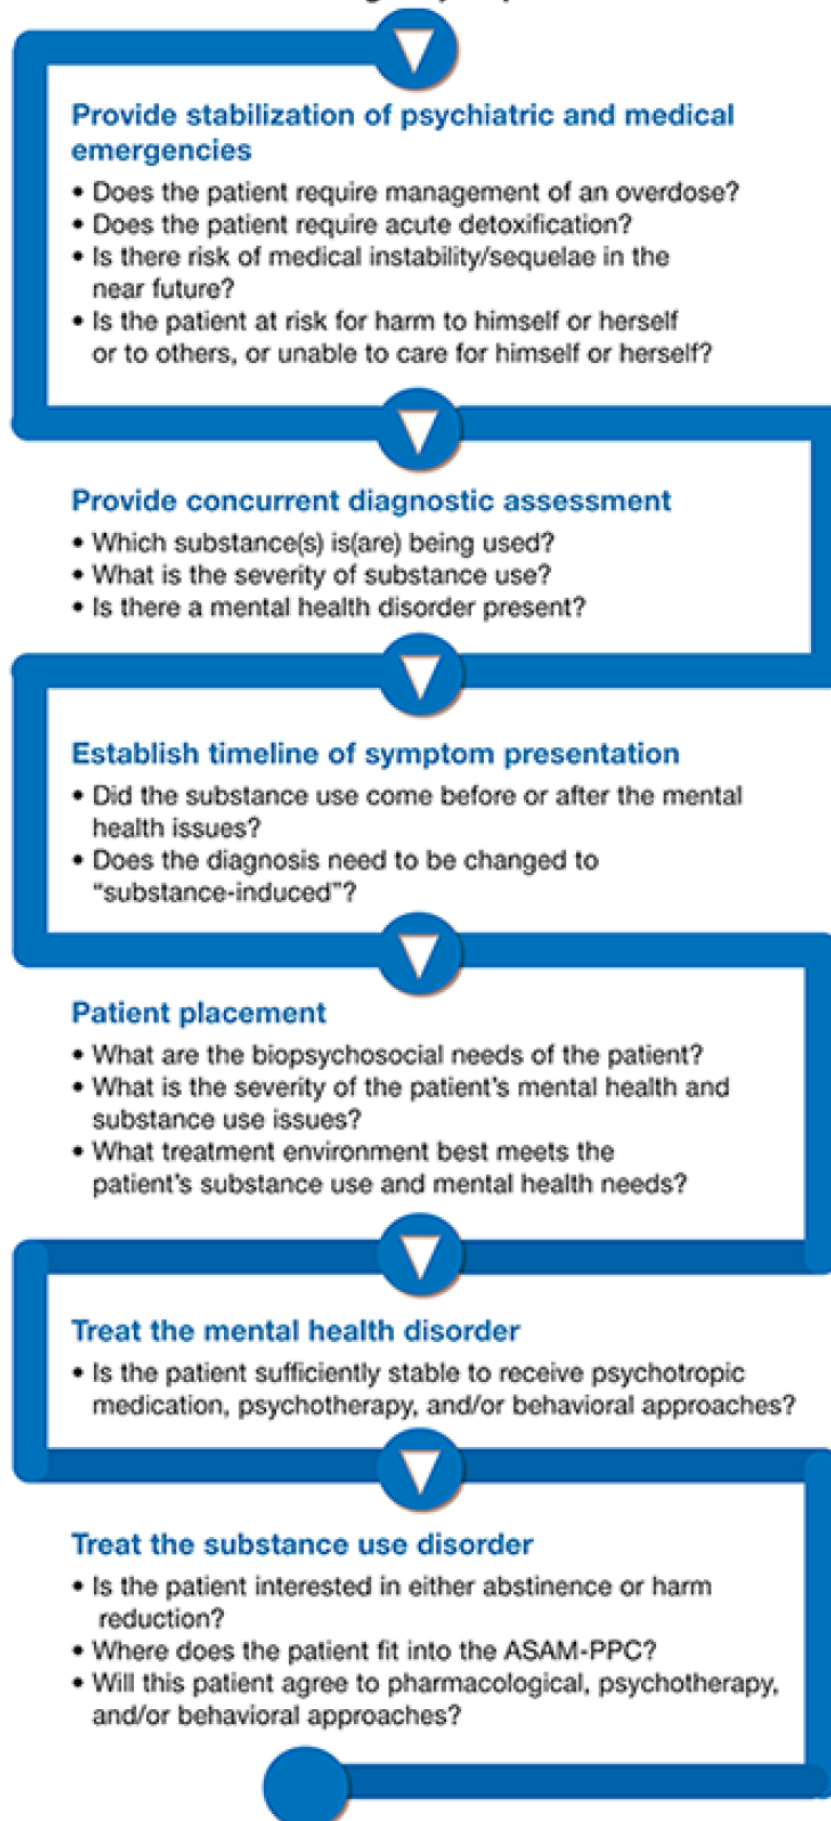 Provide stabilization of psychiatric and medical
emergencies
• Does the patient require management of an overdose?
• Does the patient require acute detoxification?
• Is there risk of medical instability/sequelae in the
near future?
• Is the patient at risk for harm to himself or herself
or to others, or unable to care for himself or herself?
Provide concurrent diagnostic assessment
• Which substance(s) is(are) being used?
• What is the severity of substance use?
• Is there a mental health disorder present?
Establish timeline of symptom presentation
• Did the substance use come before or after the mental
health issues?
• Does the diagnosis need to be changed to
“substance-induced”?
Patient placement
• What are the biopsychosocial needs of the patient?
• What is the severity of the patient’s mental health and
substance use issues?
• What treatment environment best meets the
patient’s substance use and mental health needs?
Treat the mental health disorder
• Is the patient sufficiently stable to receive psychotropic
medication, psychotherapy, and/or behavioral approaches?
Treat the substance use disorder
• Is the patient interested in either abstinence or harm
reduction?
• Where does the patient fit into the ASAM-PPC?
• Will this patient agree to pharmacological, psychotherapy,
and/or behavioral approaches?